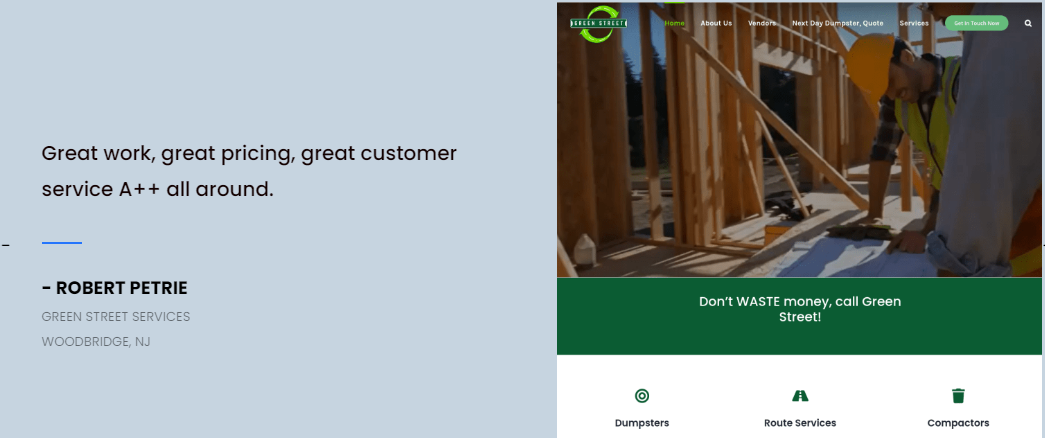 Great work, great pricing, great customer
service A++ all around.
- ROBERT PETRIE
GREEN STREET SERVICES
WOODBRIDGE, NJ
GREEN STREET
Home
About Us
Vendors
Next Day Dumpster, Quote
Services
Get In Touch Now
Don't WASTE money, call Green
Street!
Dumpsters
Route Services
Compactors